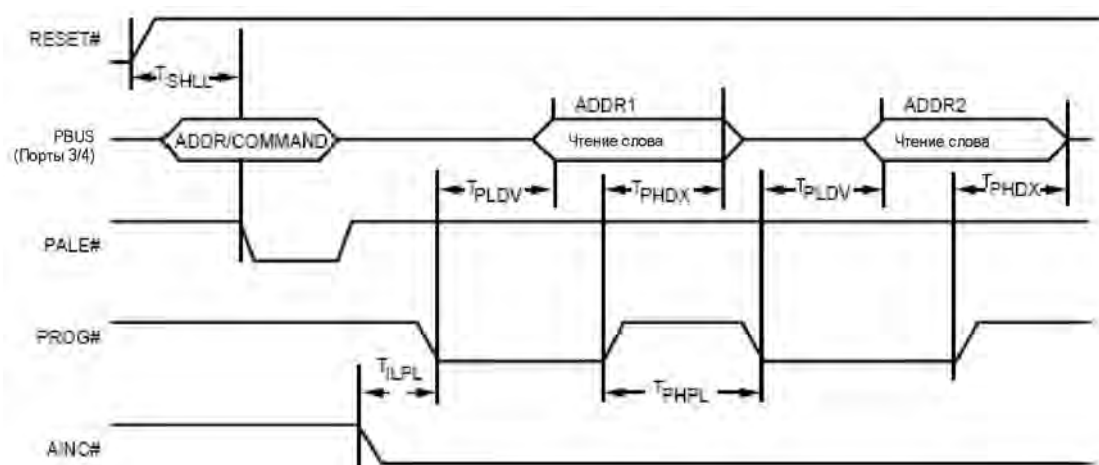 RESET#
TSHLL
ADDR1
ADDR2
PBUS
(Порты 3/4)
ADDR/COMMAND
Чтение слова
Чтение слова
TPLDV
TPHDX
TPLDV
TPHDX
PALE#
PROG#
TILPL
TPHPL
AINC#